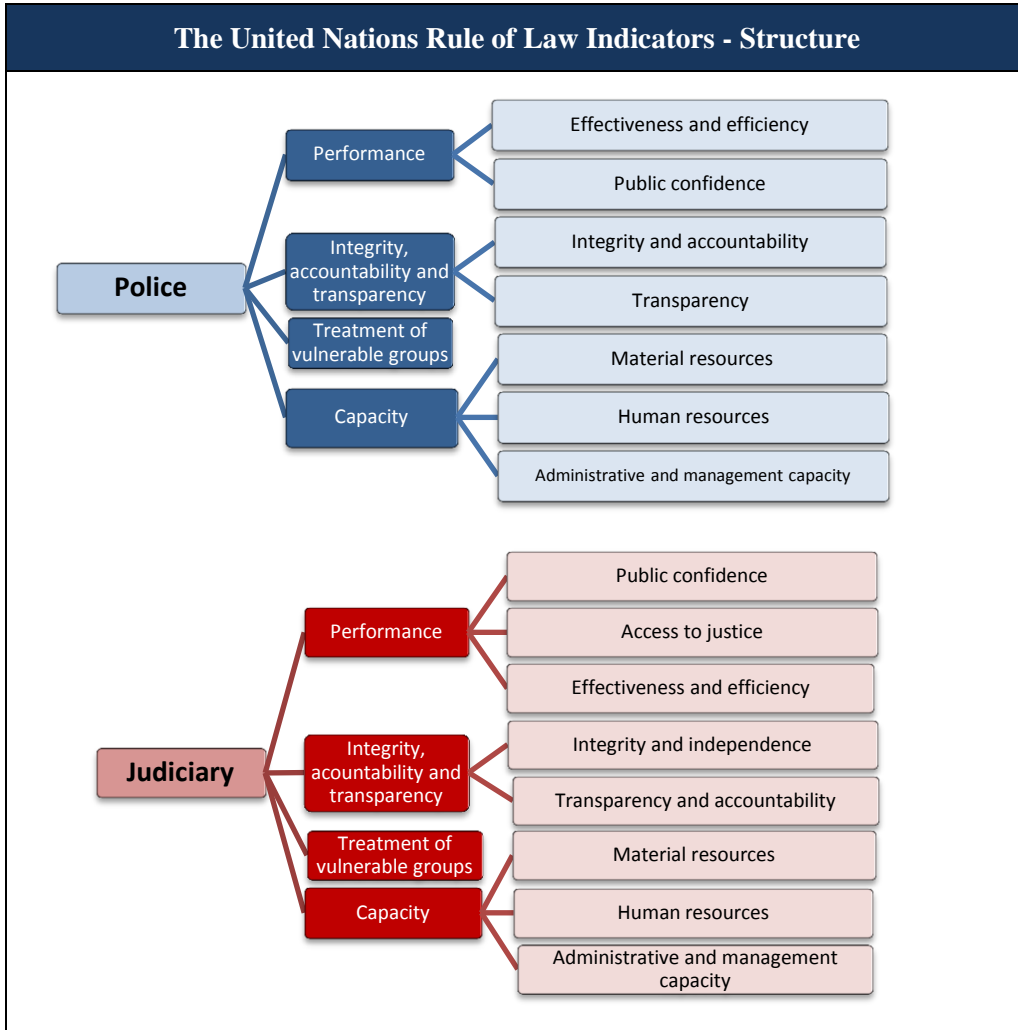 The United Nations Rule of Law Indicators - Structure
Police
Performance
Effectiveness and efficiency
Public confidence
Integrity,
accountability and
transparency
Integrity and accountability
Transparency
Treatment of
vulnerable groups
Capacity
Material resources
Human resources
Administrative and management capacity
Judiciary
Performance
Public confidence
Access to justice
Effectiveness and efficiency
Integrity,
acountability and
transparency
Integrity and independence
Transparency and accountability
Treatment of
vulnerable groups
Capacity
Material resources
Human resources
Administrative and management
capacity